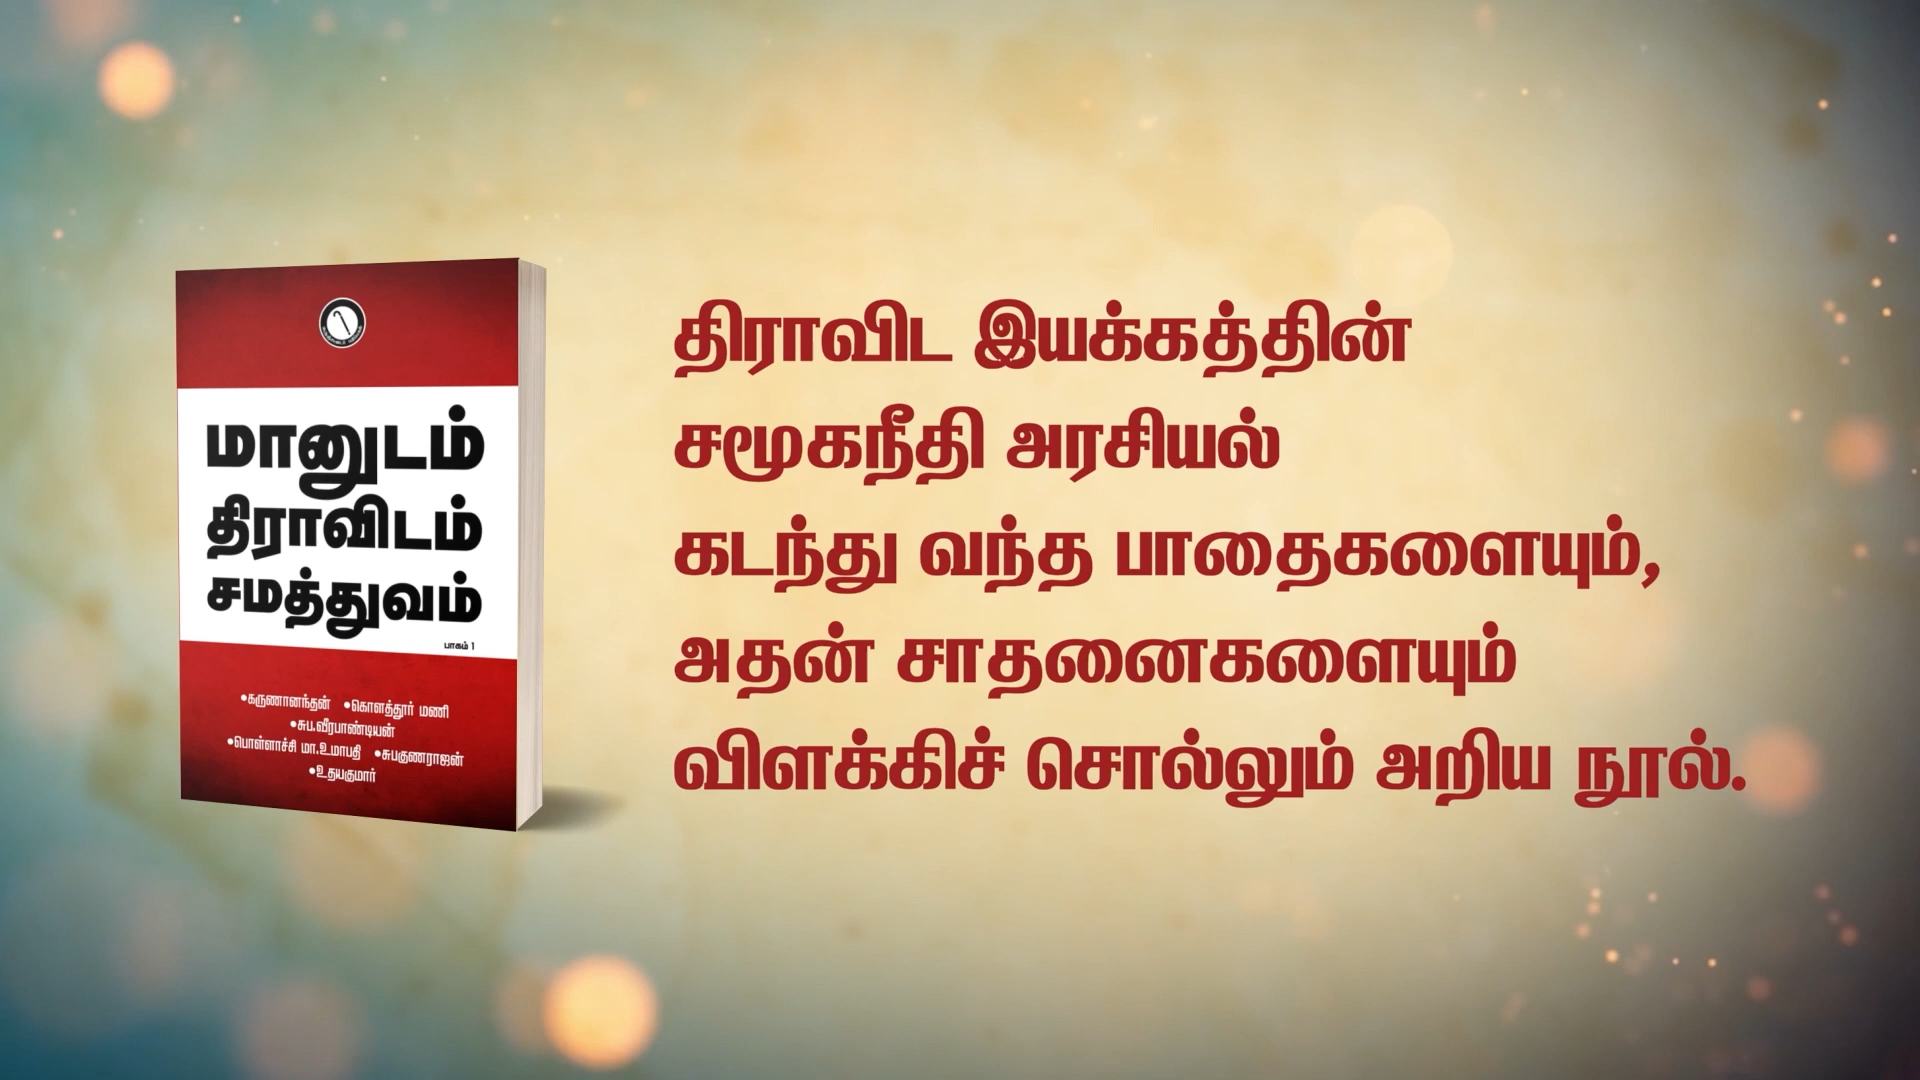 மானுடம்
திராவிடம்
சமத்துவம்
பாகம் 1
•கருணானந்தன் •கொளத்தூர் மணி
•சுப.வீரபாண்டியன்
•பொள்ளாச்சி மா.உமாபதி •சுபகுணராஜன்
•உதயகுமார்
திராவிட இயக்கத்தின்
சமூகநீதி அரசியல்
கடந்து வந்த பாதைகளையும்,
அதன் சாதனைகளையும்
விளக்கிச் சொல்லும் அறிய நூல்.